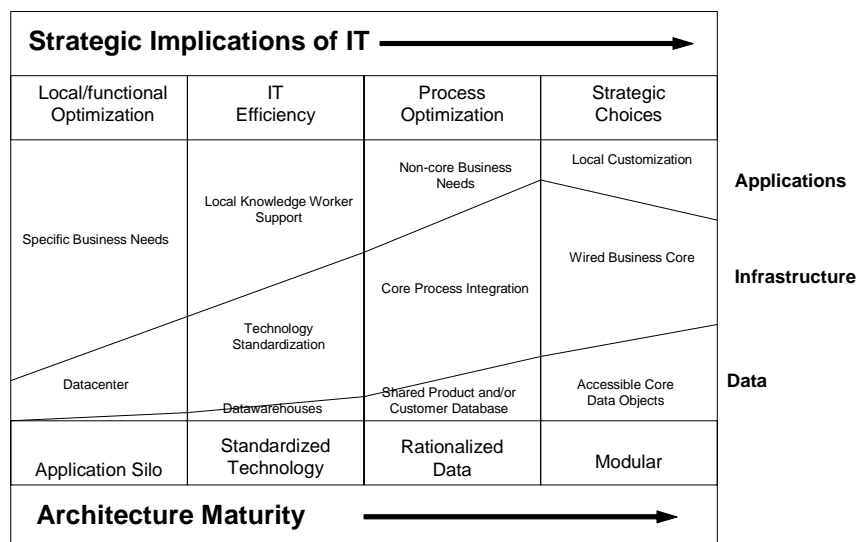 Strategic Implications of IT
Local/functional
Optimization
IT
Efficiency
Process
Optimization
Strategic
Choices
Specific Business Needs
Datacenter
Local Knowledge Worker
Support
Technology
Standardization
Datawarehouses
Non-core Business
Needs
Core Process Integration
Shared Product and/or
Customer Database
Local Customization
Wired Business Core
Accessible Core
Data Objects
Applications
Infrastructure
Data
Application Silo
Standardized
Technology
Rationalized
Data
Modular
Architecture Maturity